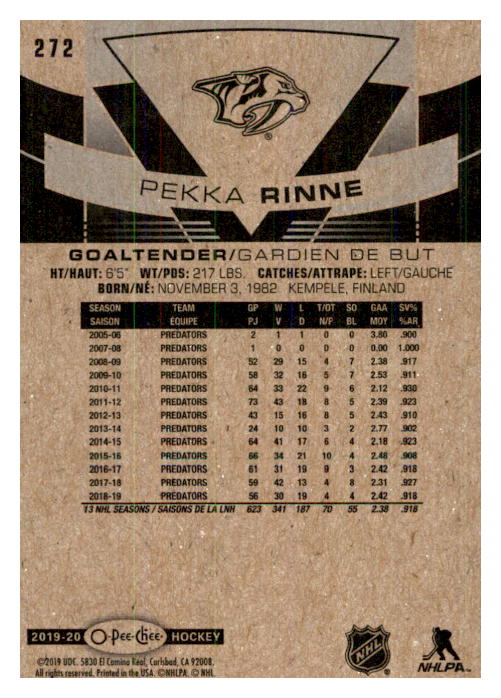 272
PEKKA RINNE
GOALTENDER/GARDIEN DE BUT
HT/HAUT: 6'5" WT/PDS: 217 LBS. CATCHES/ATTRAPE: LEFT/GAUCHE
BORN/NÉ: NOVEMBER 3, 1982 KEMPELE, FINLAND
SEASON TEAM GP W L T/OT SO GAA SV%
SAISON ÉQUIPE PJ V D N/P BL MOY %AR
2005-06 PREDATORS 2 1 1 0 0 3.80 .900
2007-08 PREDATORS 1 0 0 0 0 0.00 1.000
2008-09 PREDATORS 52 29 15 4 7 2.38 .917
2009-10 PREDATORS 58 32 16 5 7 2.53 .911
2010-11 PREDATORS 64 33 22 9 6 2.12 .930
2011-12 PREDATORS 73 43 18 8 5 2.39 .923
2012-13 PREDATORS 43 15 16 8 5 2.43 .910
2013-14 PREDATORS 24 10 10 3 2 2.77 .902
2014-15 PREDATORS 64 41 17 6 4 2.18 .923
2015-16 PREDATORS 66 34 21 10 4 2.48 .908
2016-17 PREDATORS 61 31 19 9 3 2.42 .918
2017-18 PREDATORS 59 42 13 4 8 2.31 .927
2018-19 PREDATORS 56 30 19 4 4 2.42 .918
13 NHL SEASONS / SAISONS DE LA LNH 623 341 187 70 55 2.38 .918
2019-20 O-Pee-Chee HOCKEY
©2019 UDC. 5830 El Camino Real, Carlsbad, CA 92008.
All rights reserved. Printed in the USA. ©NHLPA. © NHL.
NHL
NHLPA